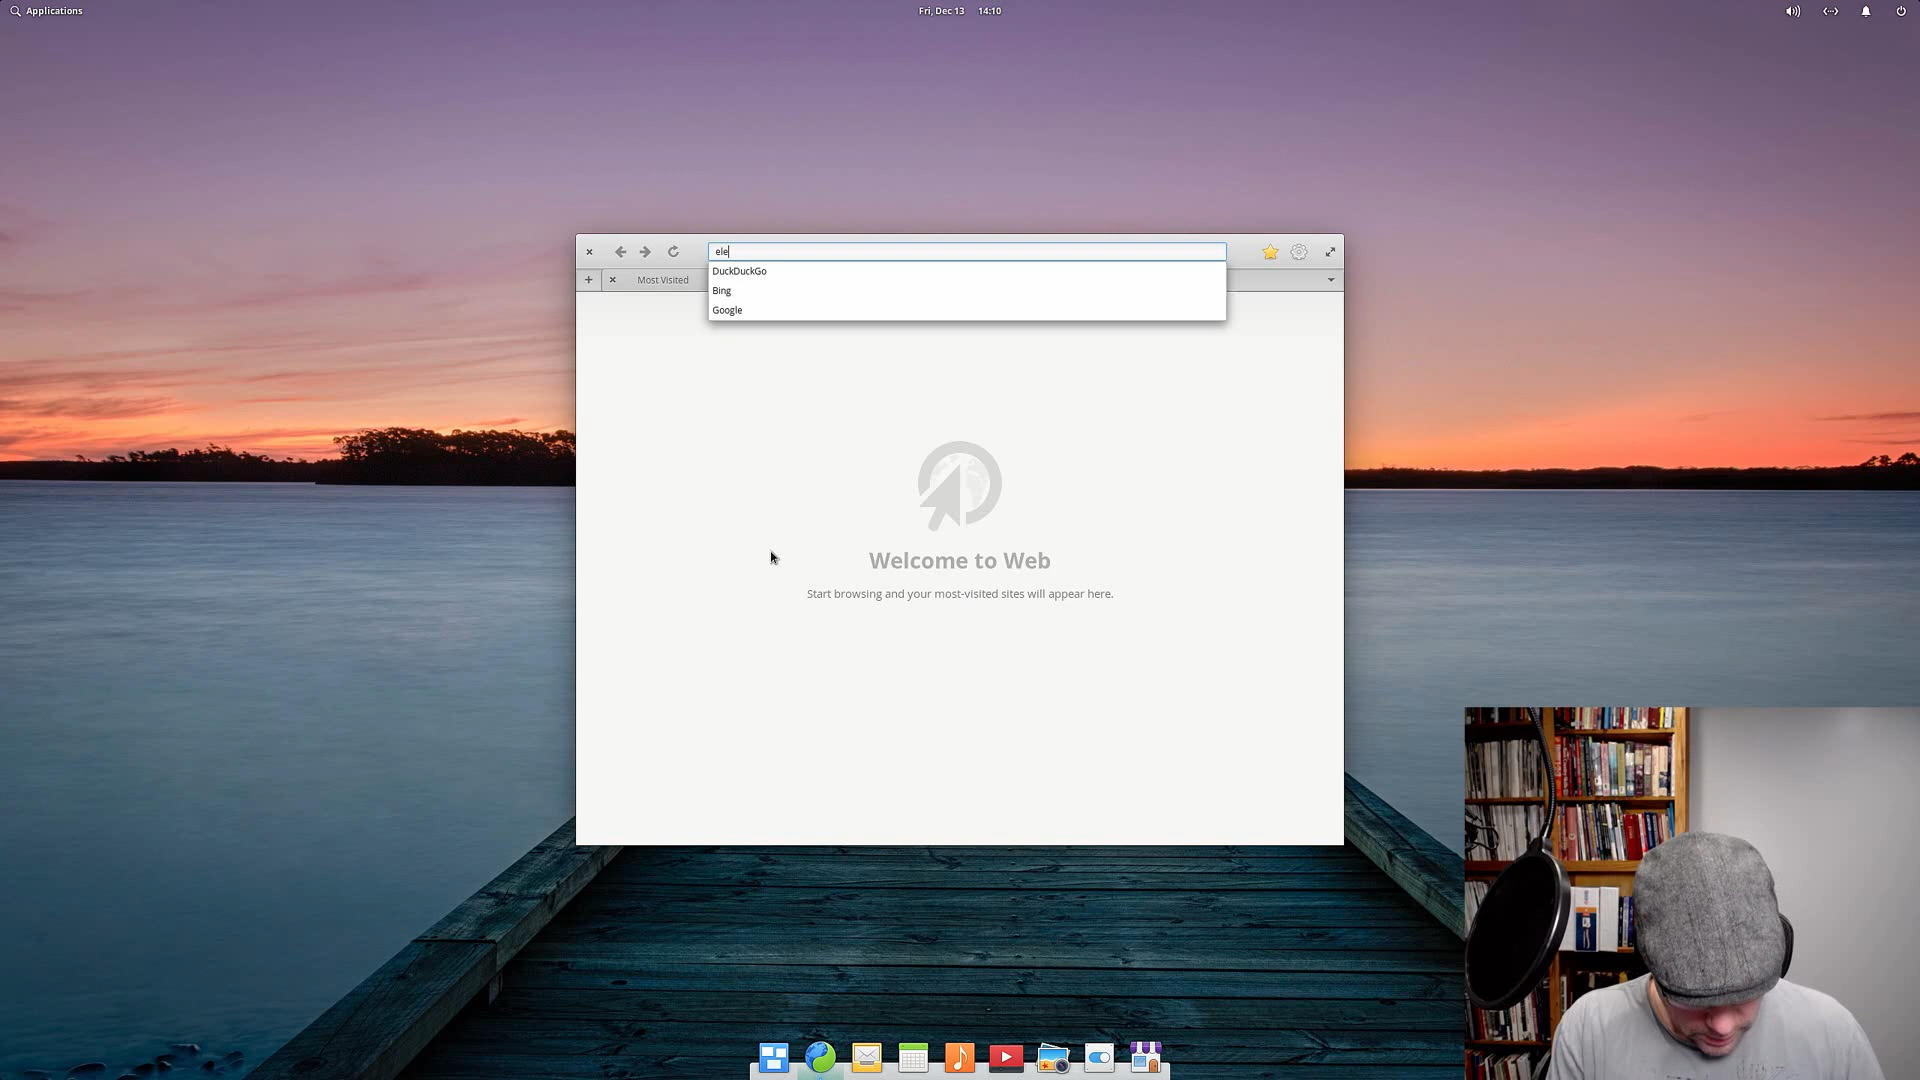 Applications
Fri, Dec 13 14:10
ele
DuckDuckGo
Most Visited
Bing
Google
Welcome to Web
Start browsing and your most-visited sites will appear here.